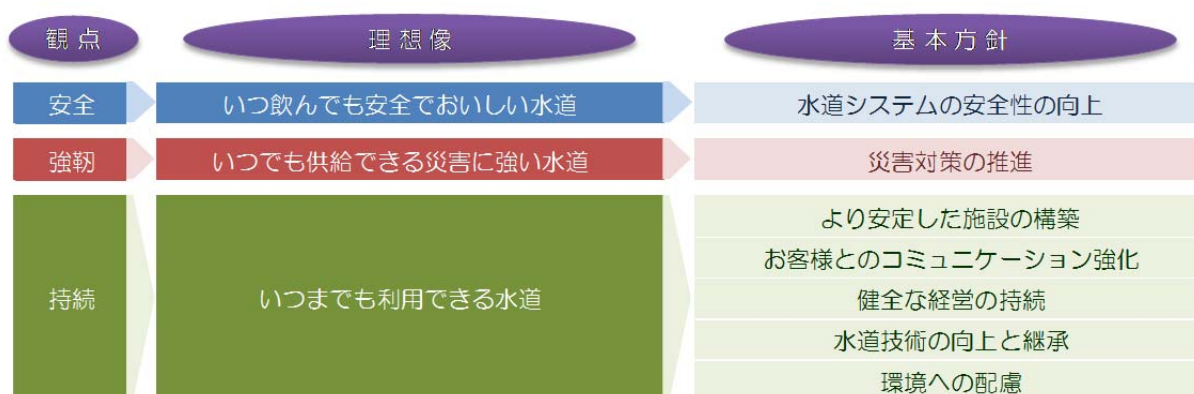 観点
理想像
基本方針
安全
いつ飲んでも安全でおいしい水道
水道システムの安全性の向上
強靭
いつでも供給できる災害に強い水道
災害対策の推進
持続
いつまでも利用できる水道
より安定した施設の構築
お客様とのコミュニケーション強化
健全な経営の持続
水道技術の向上と継承
環境への配慮